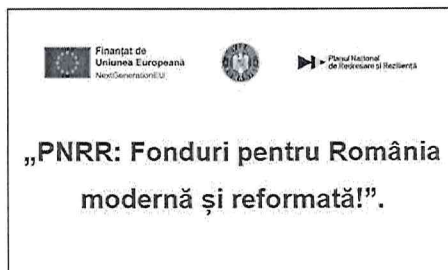 Finanțat de
Uniunea Europeană
NextGenerationEU
Planul Național
de Redresare și Reziliență
„PNRR: Fonduri pentru România
modernă și reformată!”.